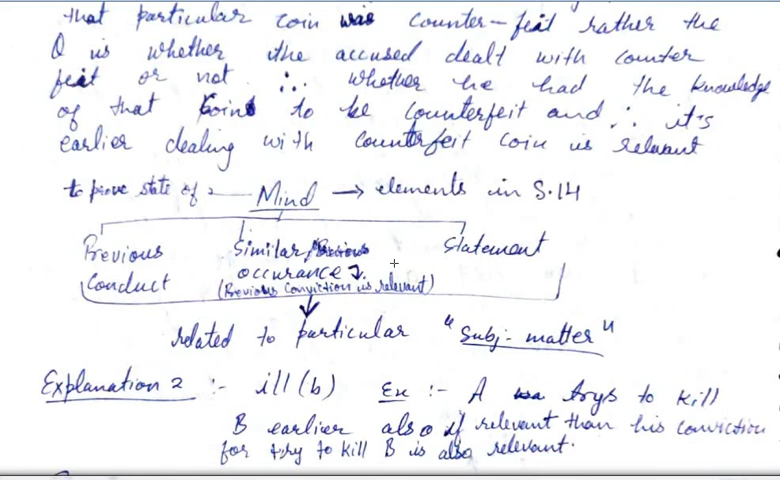 that particular coin was counter-feit rather the
Q is whether the accused dealt with counter
feit or not ∴ whether he had the knowledge
of that coin to be counterfeit and ∴ it's
earlier dealing with counterfeit coin is relevant
to prove state of Mind → elements in S.14
Previous Similar, Statement
Conduct occurance
(Previous Conviction is relevant)
related to particular "Subj-matter"
Explanation 2 :- ill (b) Ex :- A trys to kill
B earlier also if relevant than his conviction
for try to kill B is also relevant.